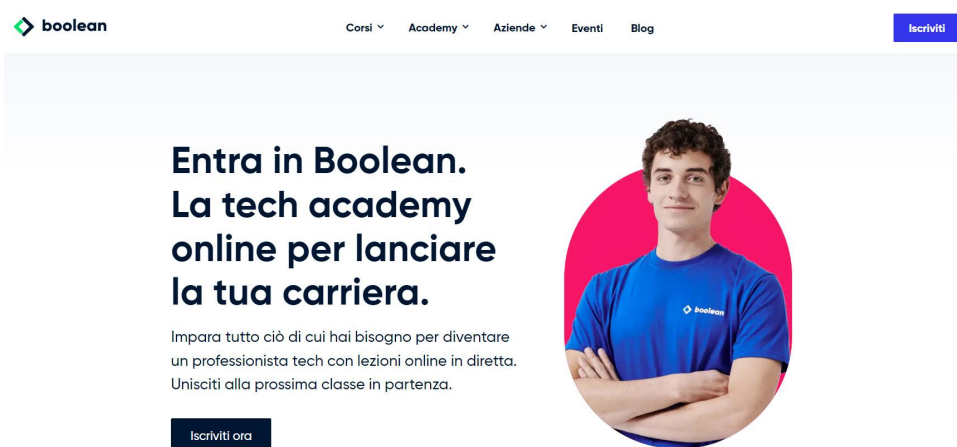 boolean
Corsi
Academy
Aziende
Eventi
Blog
Iscriviti
Entra in Boolean.
La tech academy
online per lanciare
la tua carriera.
Impara tutto ciò di cui hai bisogno per diventare
un professionista tech con lezioni online in diretta.
Unisciti alla prossima classe in partenza.
Iscriviti ora
boolean